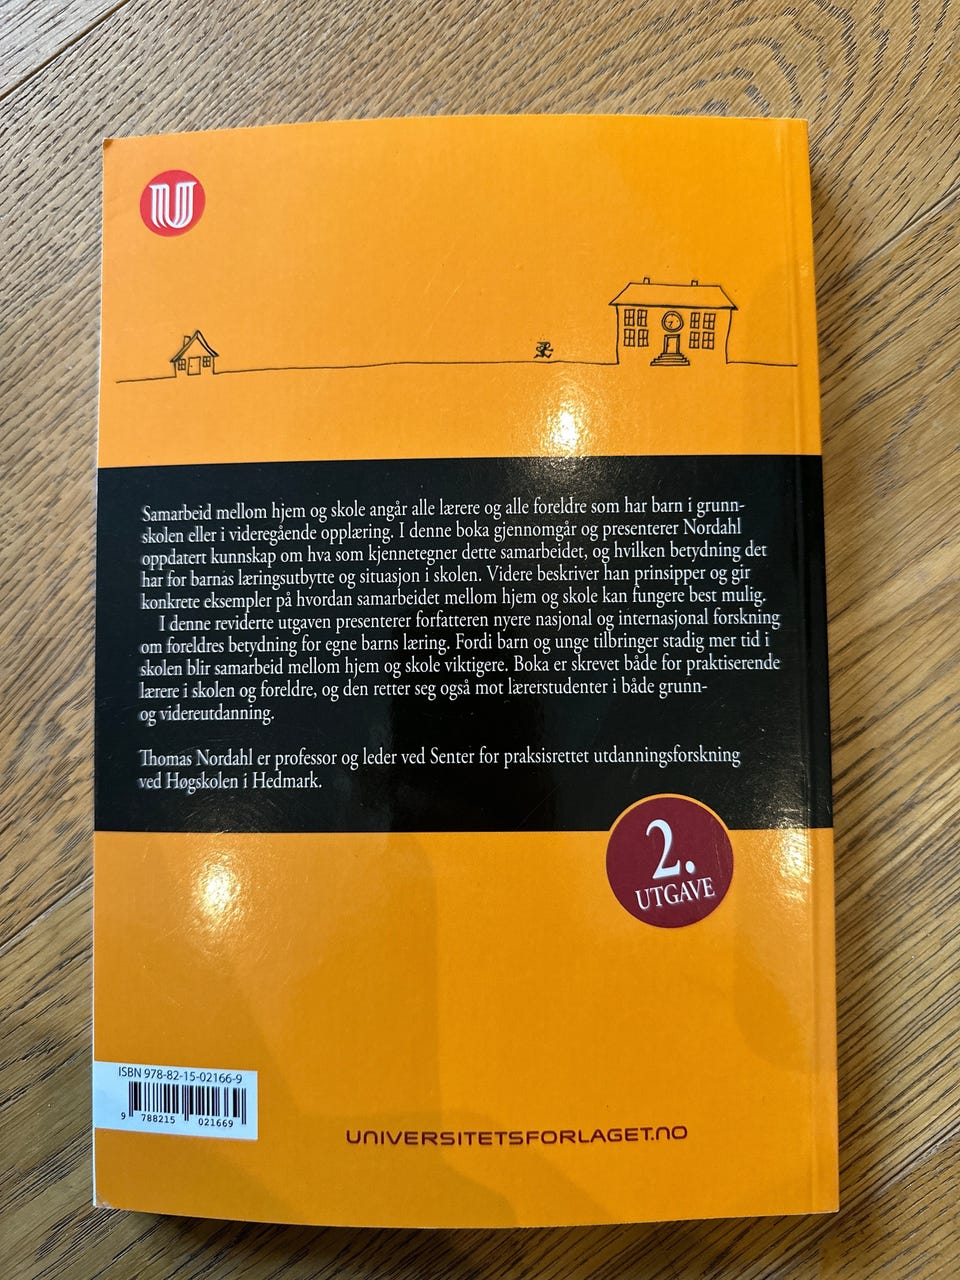 U
Samarbeid mellom hjem og skole angår alle lærere og alle foreldre som har barn i grunn-
skolen eller i videregående opplæring. I denne boka gjennomgår og presenterer Nordahl
oppdatert kunnskap om hva som kjennetegner dette samarbeidet, og hvilken betydning det
har for barnas læringsutbytte og situasjon i skolen. Videre beskriver han prinsipper og gir
konkrete eksempler på hvordan samarbeidet mellom hjem og skole kan fungere best mulig.
I denne reviderte utgaven presenterer forfatteren nyere nasjonal og internasjonal forskning
om foreldres betydning for egne barns læring. Fordi barn og unge tilbringer stadig mer tid i
skolen blir samarbeid mellom hjem og skole viktigere. Boka er skrevet både for praktiserende
lærere i skolen og foreldre, og den retter seg også mot lærerstudenter i både grunn-
og videreutdanning.
Thomas Nordahl er professor og leder ved Senter for praksisrettet utdanningsforskning
ved Høgskolen i Hedmark.
2.
UTGAVE
ISBN 978-82-15-02166-9
9 788215 021669
UNIVERSITETSFORLAGET.NO